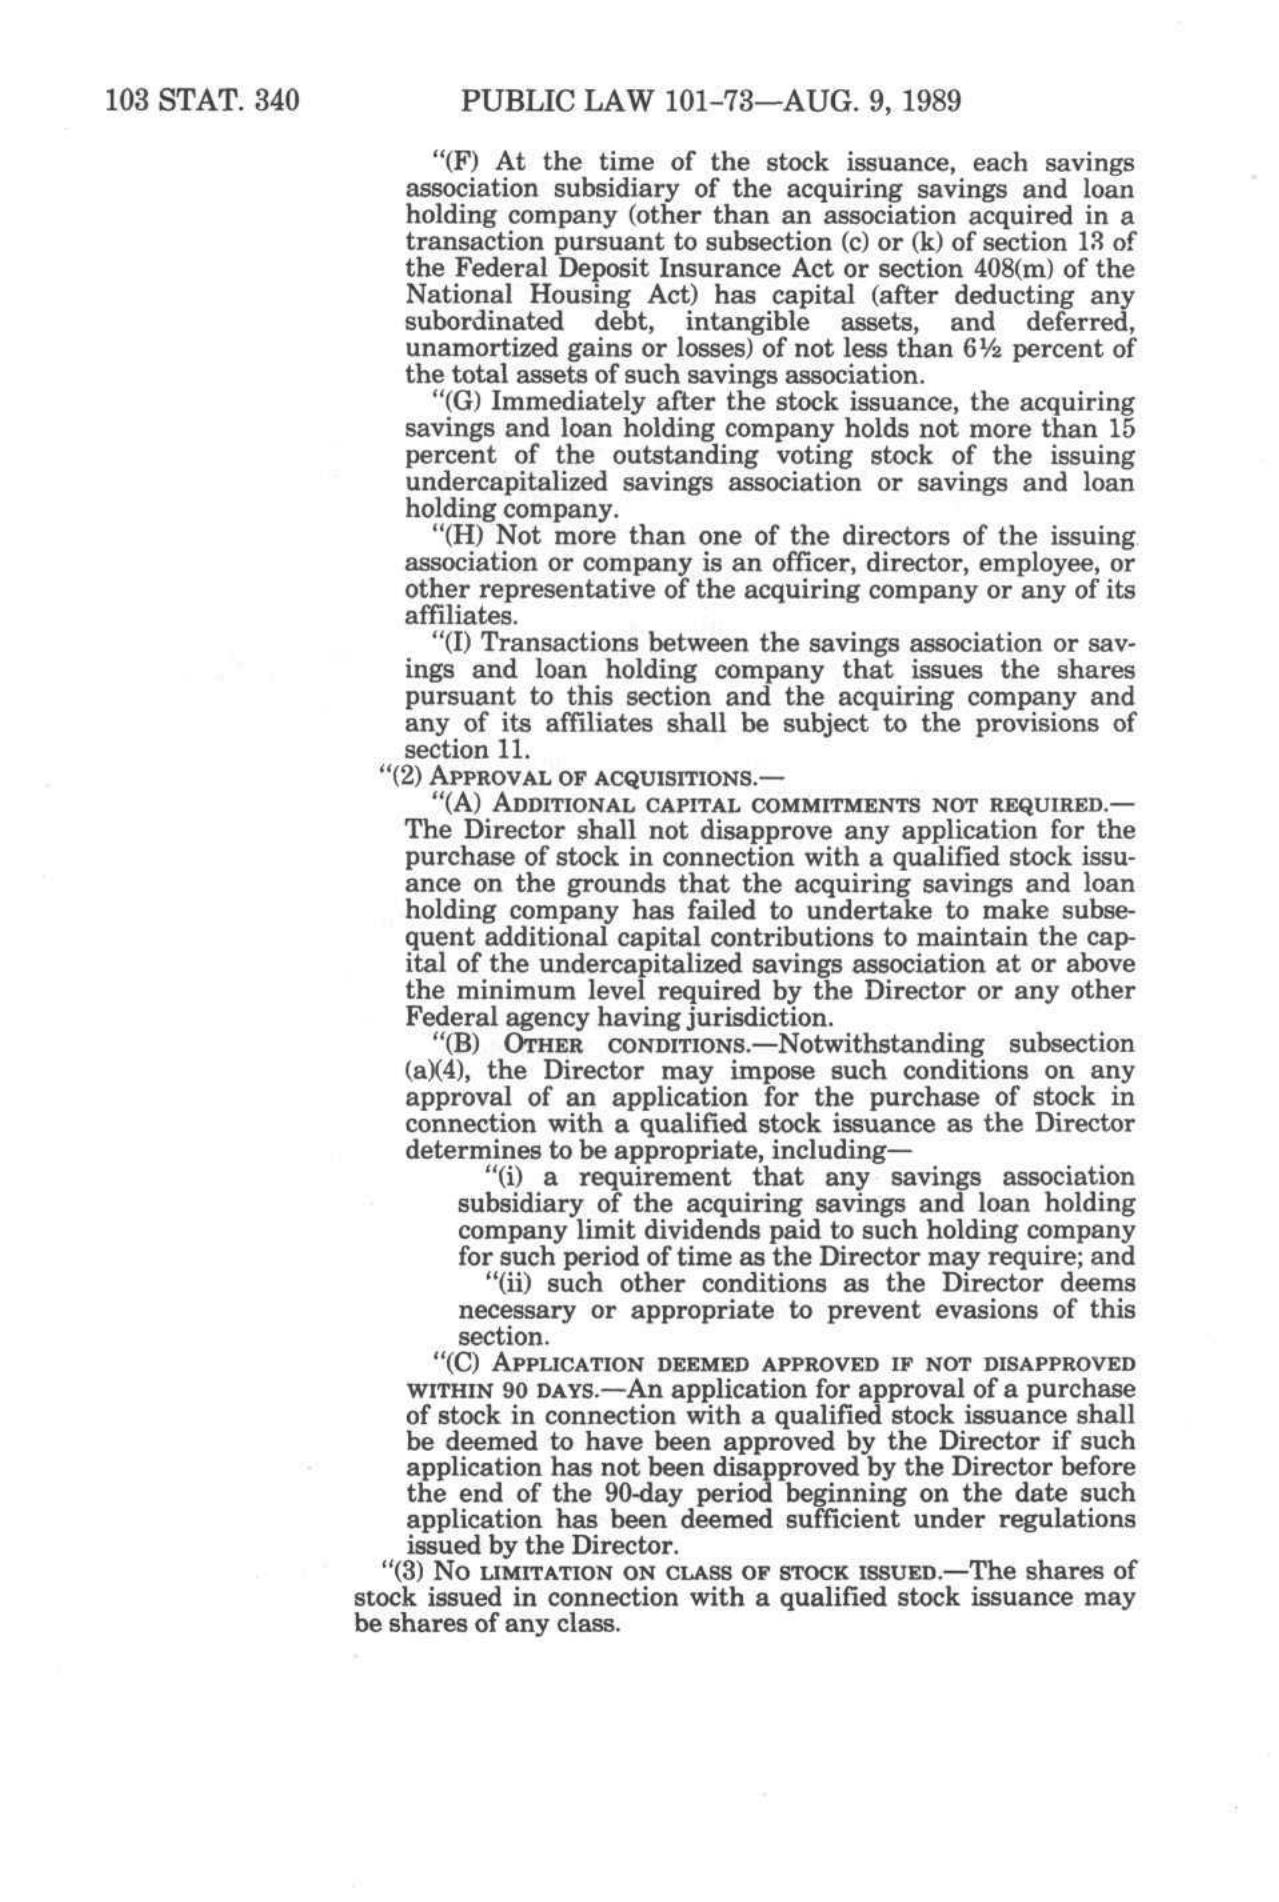 103 STAT. 340
PUBLIC LAW 101-73—AUG. 9, 1989
“(F) At the time of the stock issuance, each savings
association subsidiary of the acquiring savings and loan
holding company (other than an association acquired in a
transaction pursuant to subsection (c) or (k) of section 13 of
the Federal Deposit Insurance Act or section 408(m) of the
National Housing Act) has capital (after deducting any
subordinated debt, intangible assets, and deferred,
unamortized gains or losses) of not less than 6½ percent of
the total assets of such savings association.
“(G) Immediately after the stock issuance, the acquiring
savings and loan holding company holds not more than 15
percent of the outstanding voting stock of the issuing
undercapitalized savings association or savings and loan
holding company.
“(H) Not more than one of the directors of the issuing
association or company is an officer, director, employee, or
other representative of the acquiring company or any of its
affiliates.
“(I) Transactions between the savings association or sav-
ings and loan holding company that issues the shares
pursuant to this section and the acquiring company and
any of its affiliates shall be subject to the provisions of
section 11.
“(2) APPROVAL OF ACQUISITIONS.—
“(A) ADDITIONAL CAPITAL COMMITMENTS NOT REQUIRED.—
The Director shall not disapprove any application for the
purchase of stock in connection with a qualified stock issu-
ance on the grounds that the acquiring savings and loan
holding company has failed to undertake to make subse-
quent additional capital contributions to maintain the cap-
ital of the undercapitalized savings association at or above
the minimum level required by the Director or any other
Federal agency having jurisdiction.
“(B) OTHER CONDITIONS.—Notwithstanding subsection
(a)(4), the Director may impose such conditions on any
approval of an application for the purchase of stock in
connection with a qualified stock issuance as the Director
determines to be appropriate, including—
“(i) a requirement that any savings association
subsidiary of the acquiring savings and loan holding
company limit dividends paid to such holding company
for such period of time as the Director may require; and
“(ii) such other conditions as the Director deems
necessary or appropriate to prevent evasions of this
section.
“(C) APPLICATION DEEMED APPROVED IF NOT DISAPPROVED
WITHIN 90 DAYS.—An application for approval of a purchase
of stock in connection with a qualified stock issuance shall
be deemed to have been approved by the Director if such
application has not been disapproved by the Director before
the end of the 90-day period beginning on the date such
application has been deemed sufficient under regulations
issued by the Director.
“(3) NO LIMITATION ON CLASS OF STOCK ISSUED.—The shares of
stock issued in connection with a qualified stock issuance may
be shares of any class.